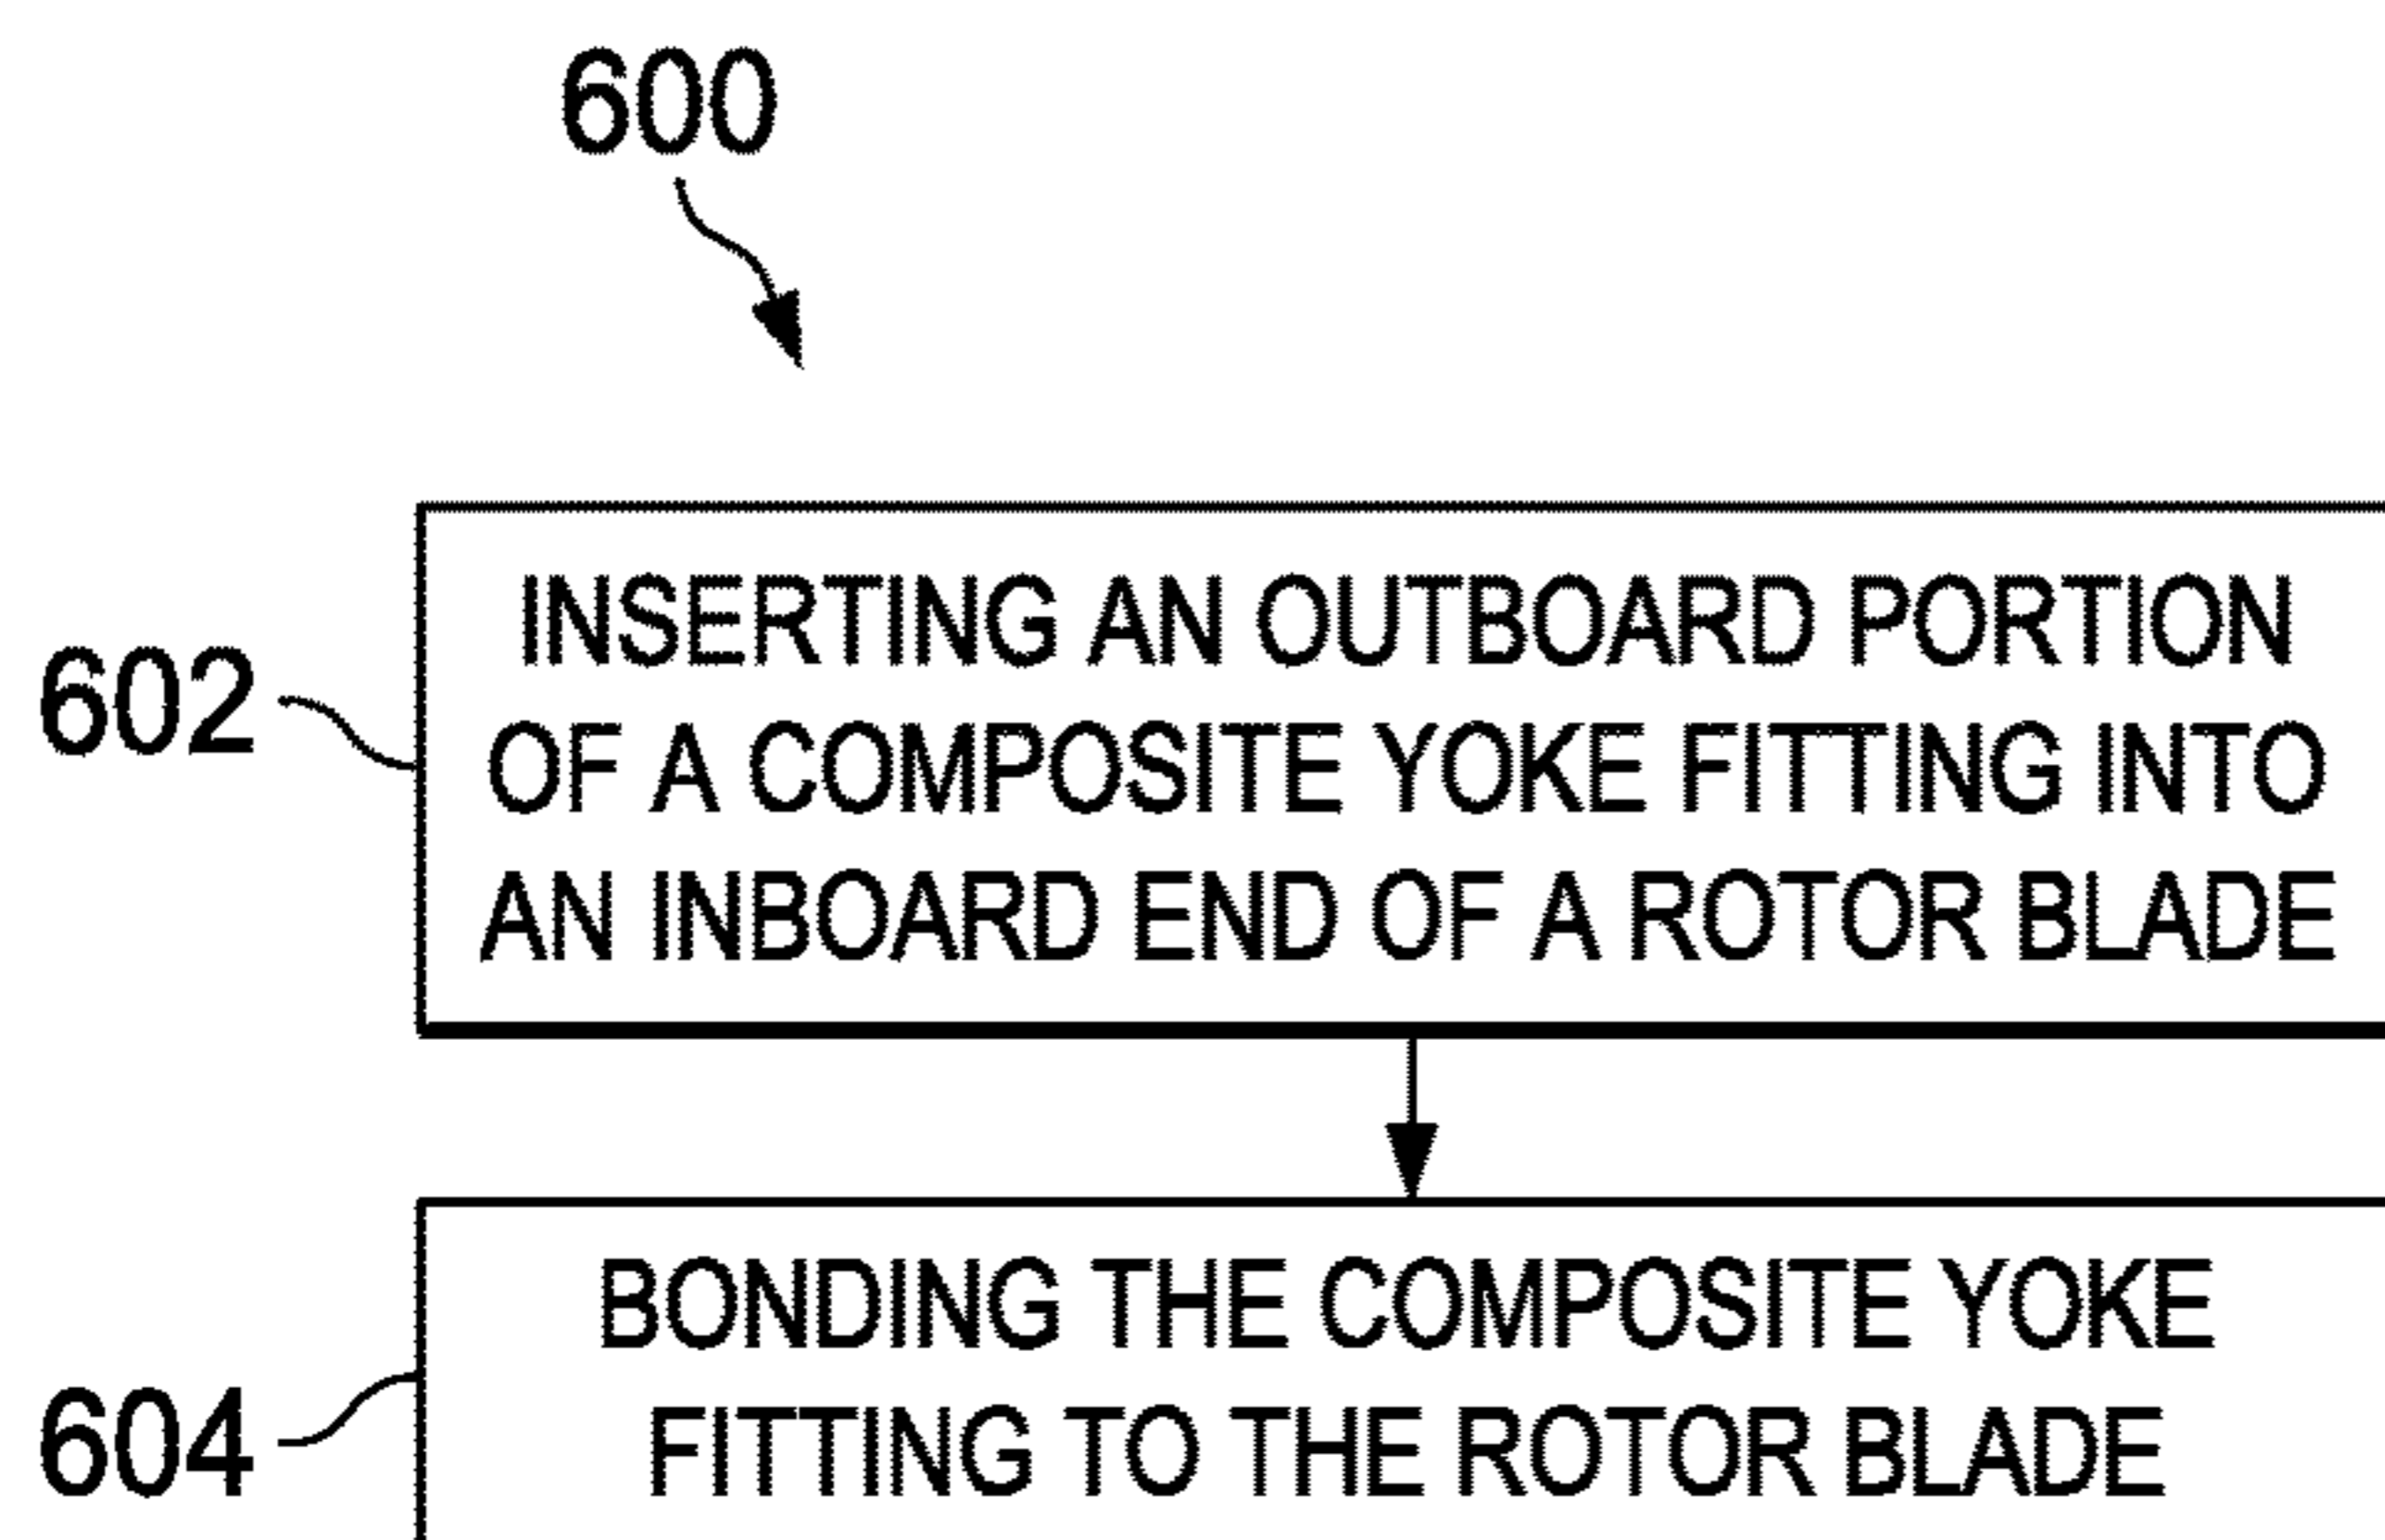 600
602
INSERTING AN OUTBOARD PORTION
OF A COMPOSITE YOKE FITTING INTO
AN INBOARD END OF A ROTOR BLADE
604
BONDING THE COMPOSITE YOKE
FITTING TO THE ROTOR BLADE